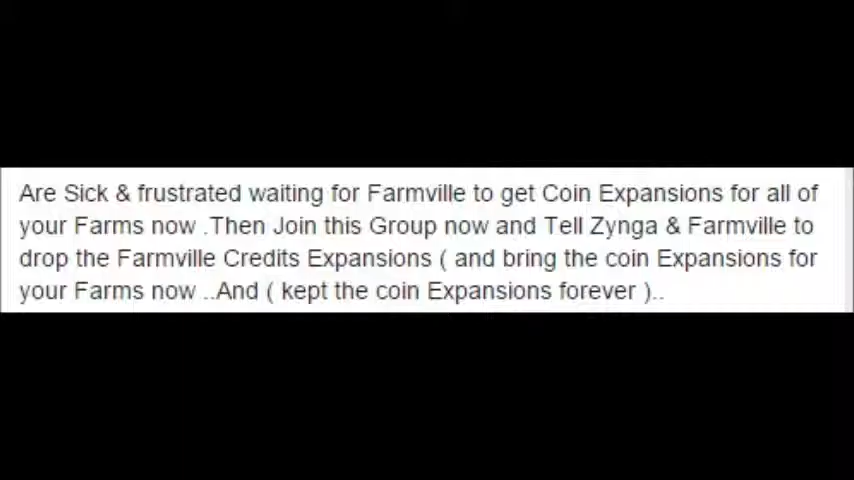 Are Sick & frustrated waiting for Farmville to get Coin Expansions for all of
your Farms now .Then Join this Group now and Tell Zynga & Farmville to
drop the Farmville Credits Expansions ( and bring the coin Expansions for
your Farms now ..And ( kept the coin Expansions forever )..